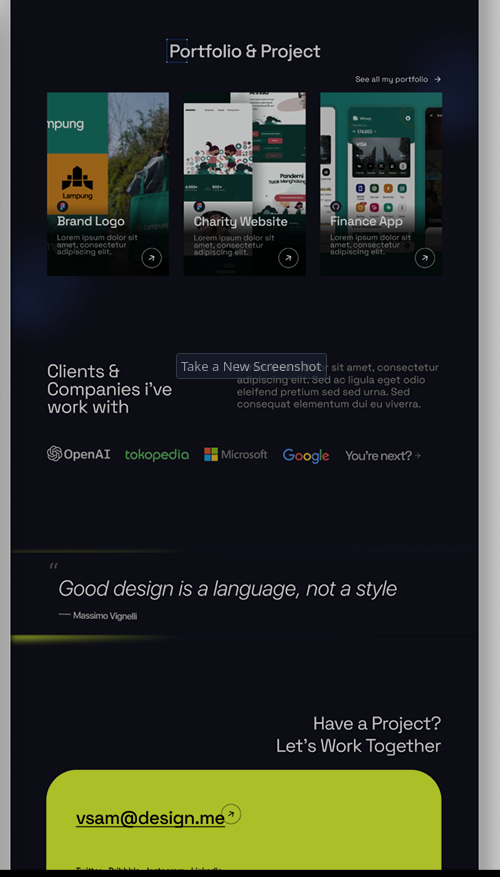 Portfolio & Project
See all my portfolio →
mpung
Lampung
Brand Logo
Lorem ipsum dolor sit
amet, consectetur
adipiscing elit.
Pandemi
Charity Website
Lorem ipsum dolor sit
amet, consectetur
adipiscing elit.
VISA
Finance App
Lorem ipsum dolor sit
amet, consectetur
adipiscing elit.
Take a New Screenshot
Clients &
Companies i've
work with
r sit amet, consectetur
adipiscing elit. Sed ac ligula eget odio
eleifend pretium sed sed urna. Sed
consequat elementum dui eu viverra.
OpenAI
tokopedia
Microsoft
Google
You're next? →
“
Good design is a language, not a style
— Massimo Vignelli
Have a Project?
Let's Work Together
vsam@design.me